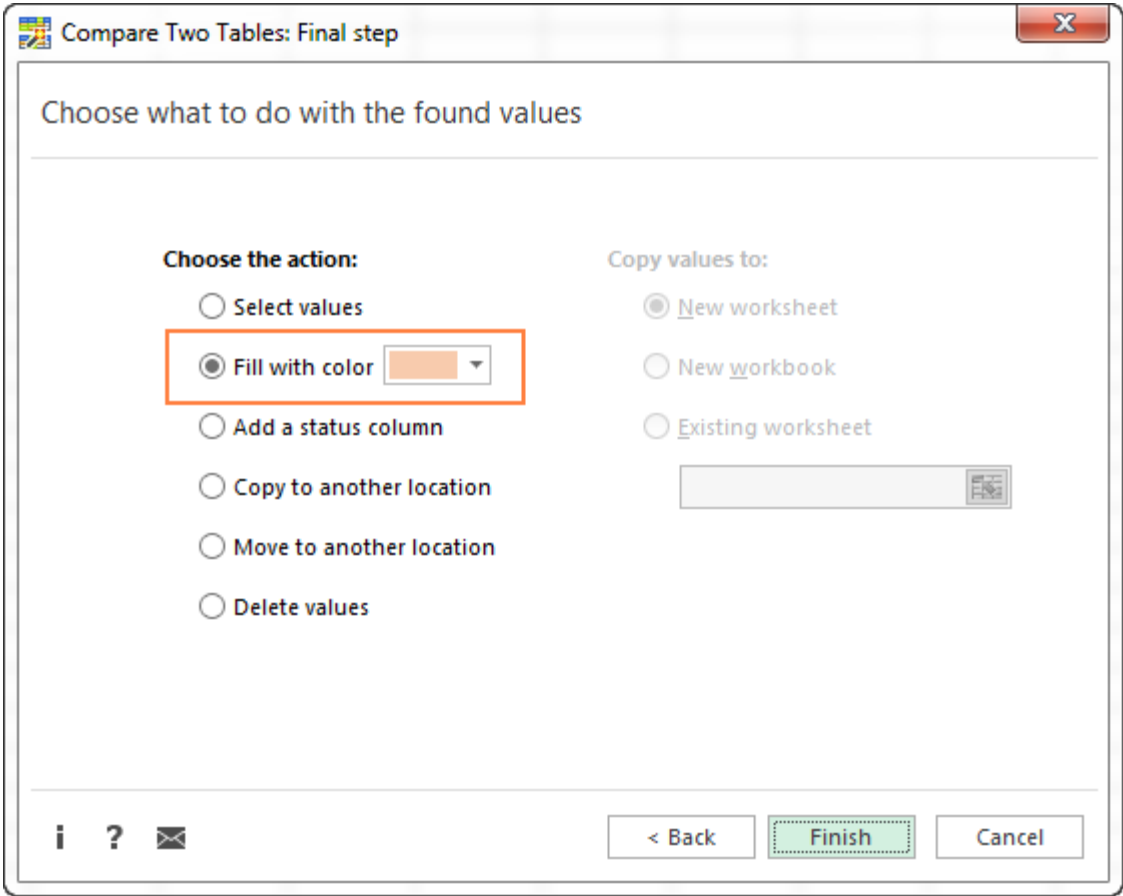 Compare Two Tables: Final step
Choose what to do with the found values
Choose the action:
Select values
Fill with color
Add a status column
Copy to another location
Move to another location
Delete values
Copy values to:
New worksheet
New workbook
Existing worksheet
< Back
Finish
Cancel